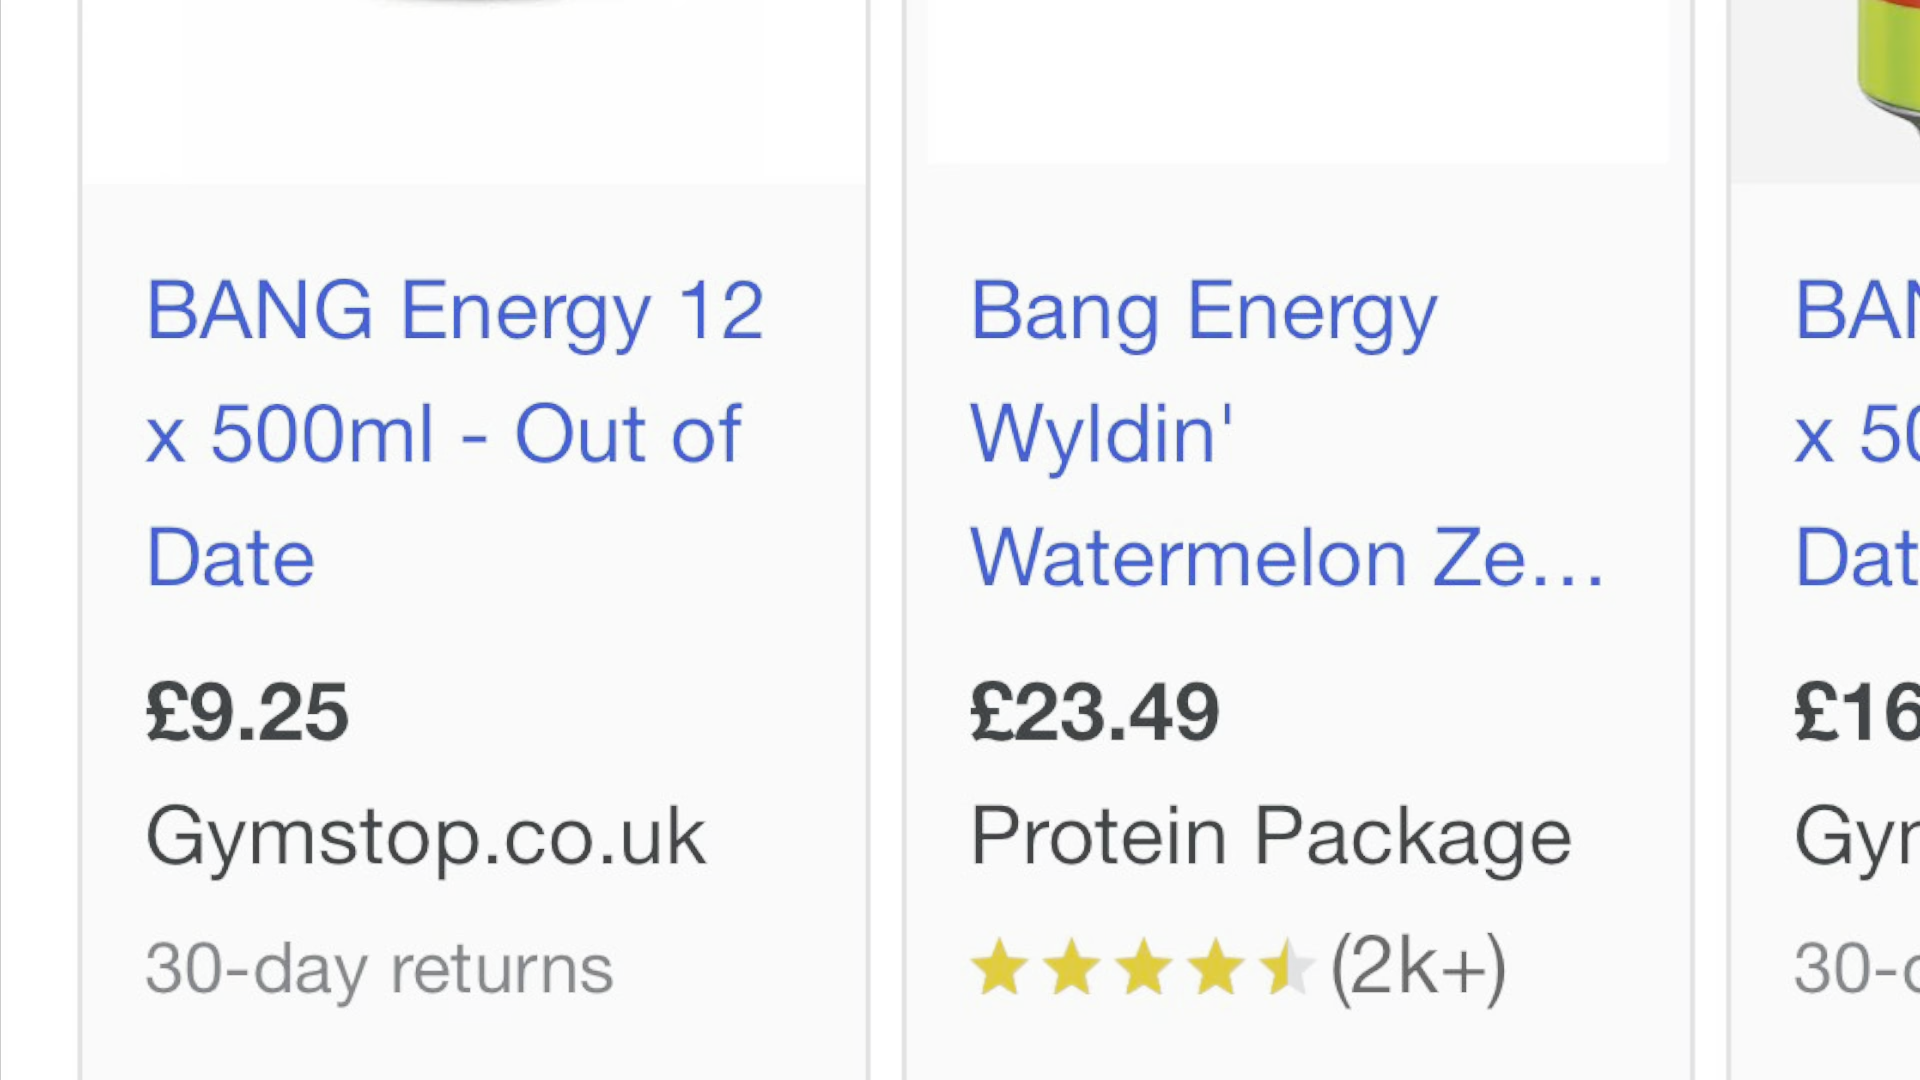 BANG Energy 12
x 500ml - Out of
Date
£9.25
Gymstop.co.uk
30-day returns
Bang Energy
Wyldin'
Watermelon Ze...
£23.49
Protein Package
(2k+)
x
£16